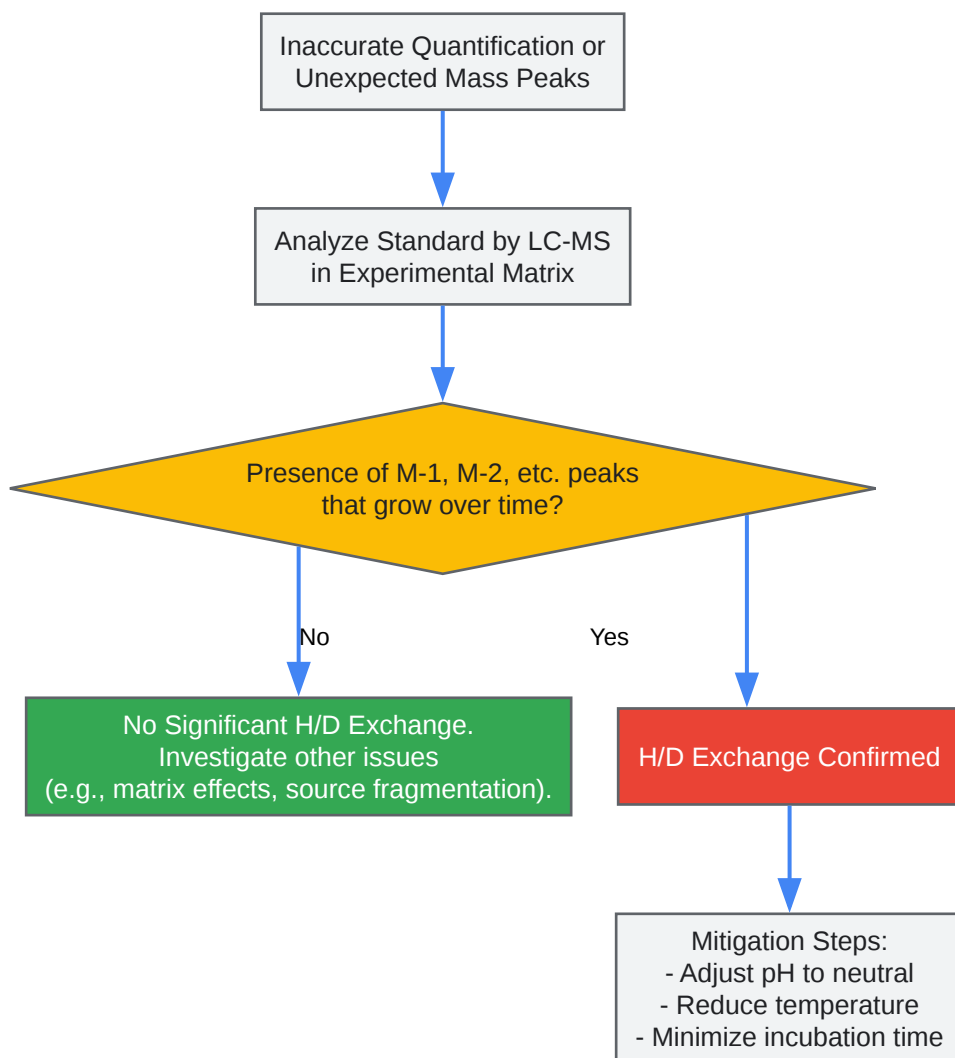 Inaccurate Quantification or
Unexpected Mass Peaks
Analyze Standard by LC-MS
in Experimental Matrix
Presence of M-1, M-2, etc. peaks
that grow over time?
No
Yes
No Significant H/D Exchange.
Investigate other issues
(e.g., matrix effects, source fragmentation).
H/D Exchange Confirmed
Mitigation Steps:
- Adjust pH to neutral
- Reduce temperature
- Minimize incubation time